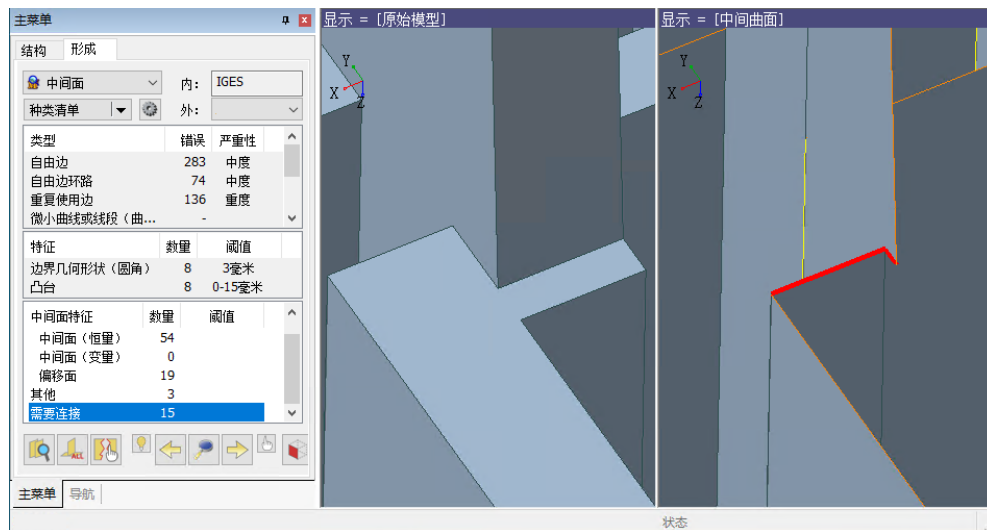 主菜单
结构 形成
中间面 内: IGES
种类清单 外:
类型 错误 严重性
自由边 283 中度
自由边环路 74 中度
重复使用边 136 重度
微小曲线或线段（曲... -
特征 数量 阈值
边界几何形状（圆角） 8 3毫米
凸台 8 0-15毫米
中间面特征 数量 阈值
中间面（恒量） 54
中间面（变量） 0
偏移面 19
其他 3
需要连接 15
ALL
主菜单 导航
显示 = [原始模型]
Y
X
Z
显示 = [中间曲面]
Y
X
Z
状态